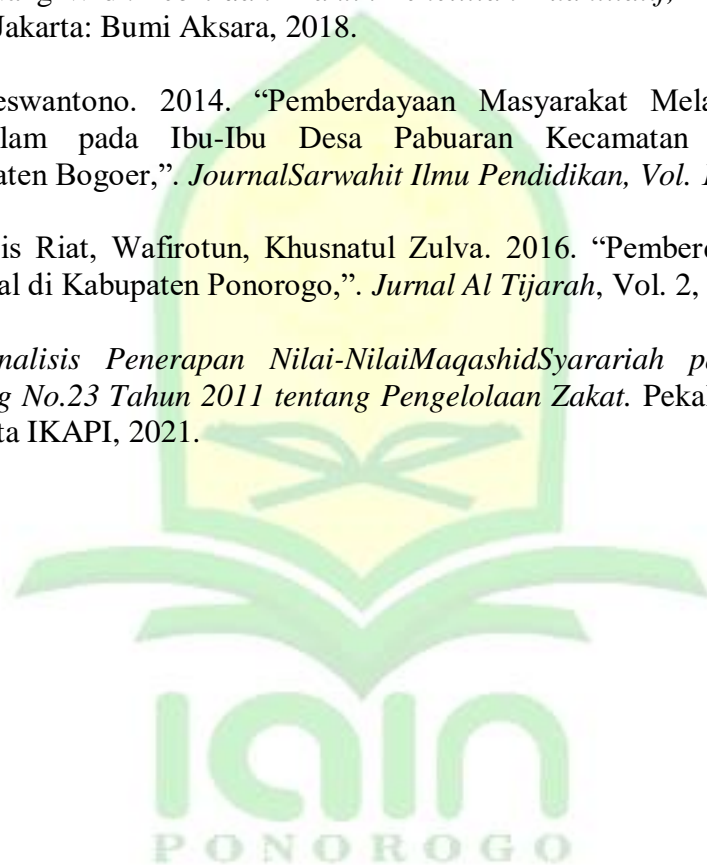 Jakarta: Bumi Aksara, 2018.
eswantono. 2014. “Pemberdayaan Masyarakat Mela
lam pada Ibu-Ibu Desa Pabuaran Kecamatan
aten Bogoer,”. JournalSarwahit Ilmu Pendidikan, Vol. 1
is Riat, Wafirotun, Khusnatul Zulva. 2016. “Pember
al di Kabupaten Ponorogo,”. Jurnal Al Tijarah, Vol. 2,
nalisis Penerapan Nilai-NilaiMaqashidSyarariah p
g No.23 Tahun 2011 tentang Pengelolaan Zakat. Peka
ta IKAPI, 2021.
iain
PONOROGO